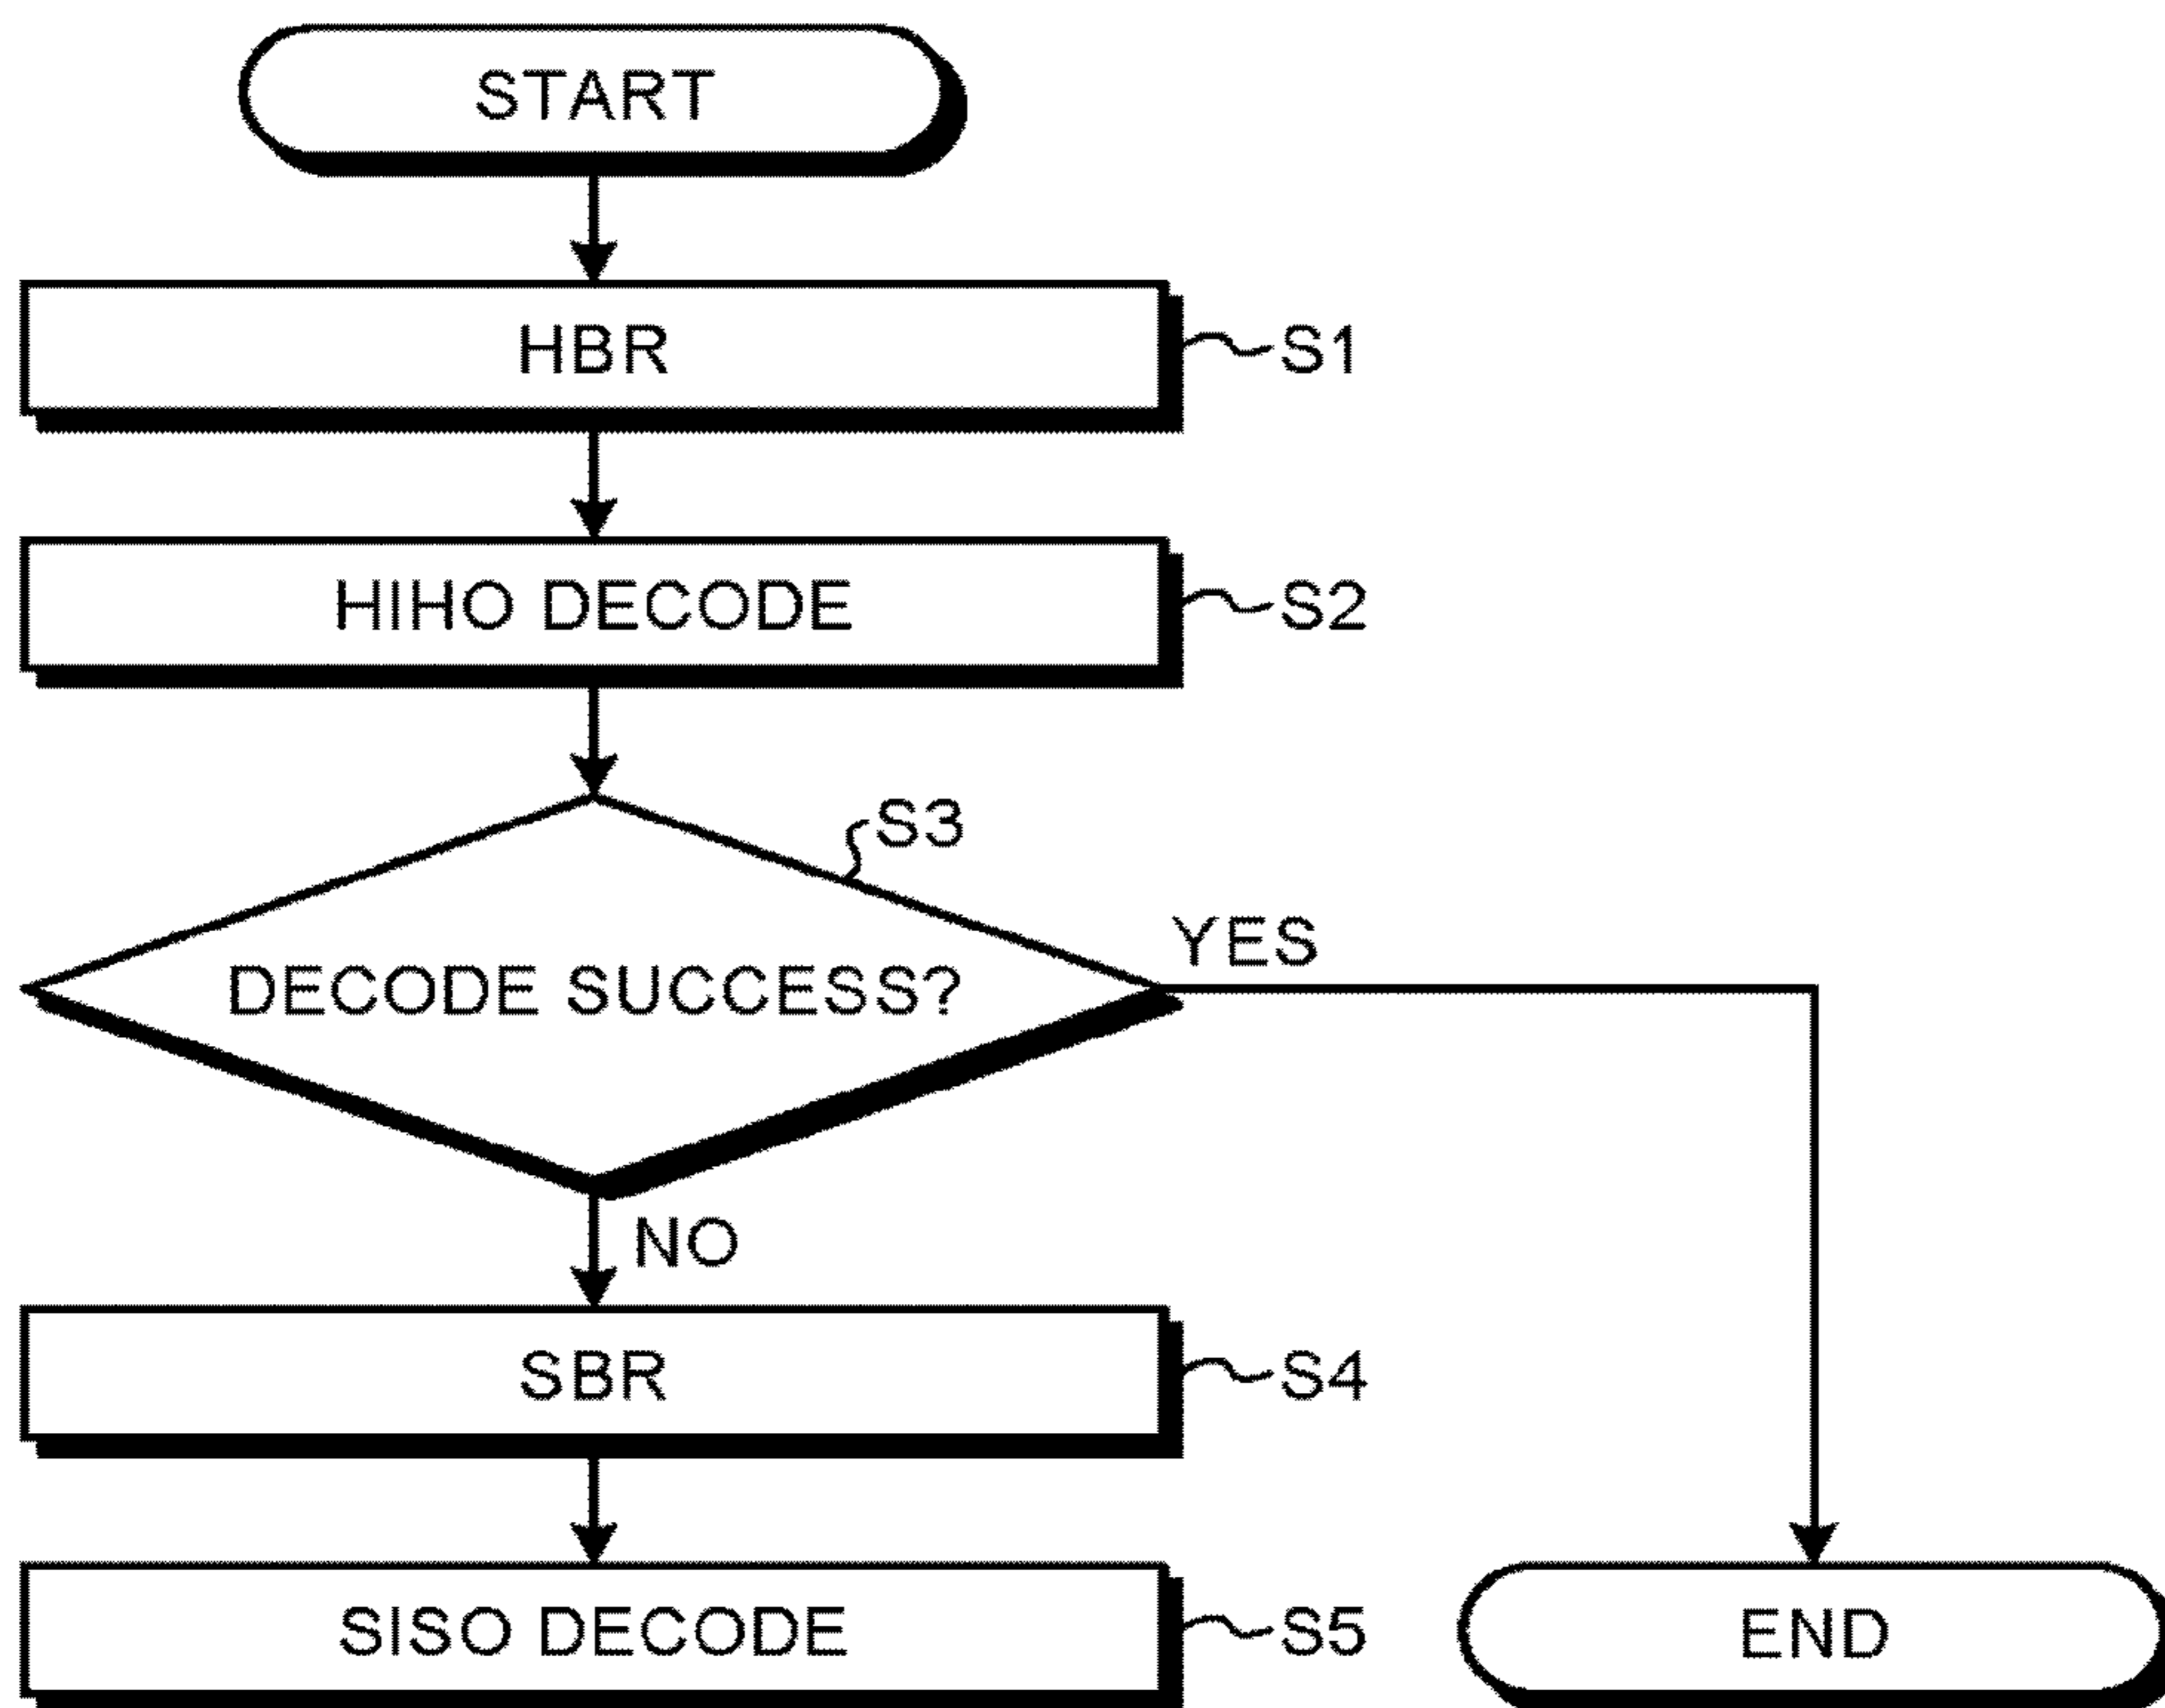 START
HBR
S1
HIHO DECODE
S2
S3
DECODE SUCCESS?
YES
NO
SBR
S4
SISO DECODE
S5
END